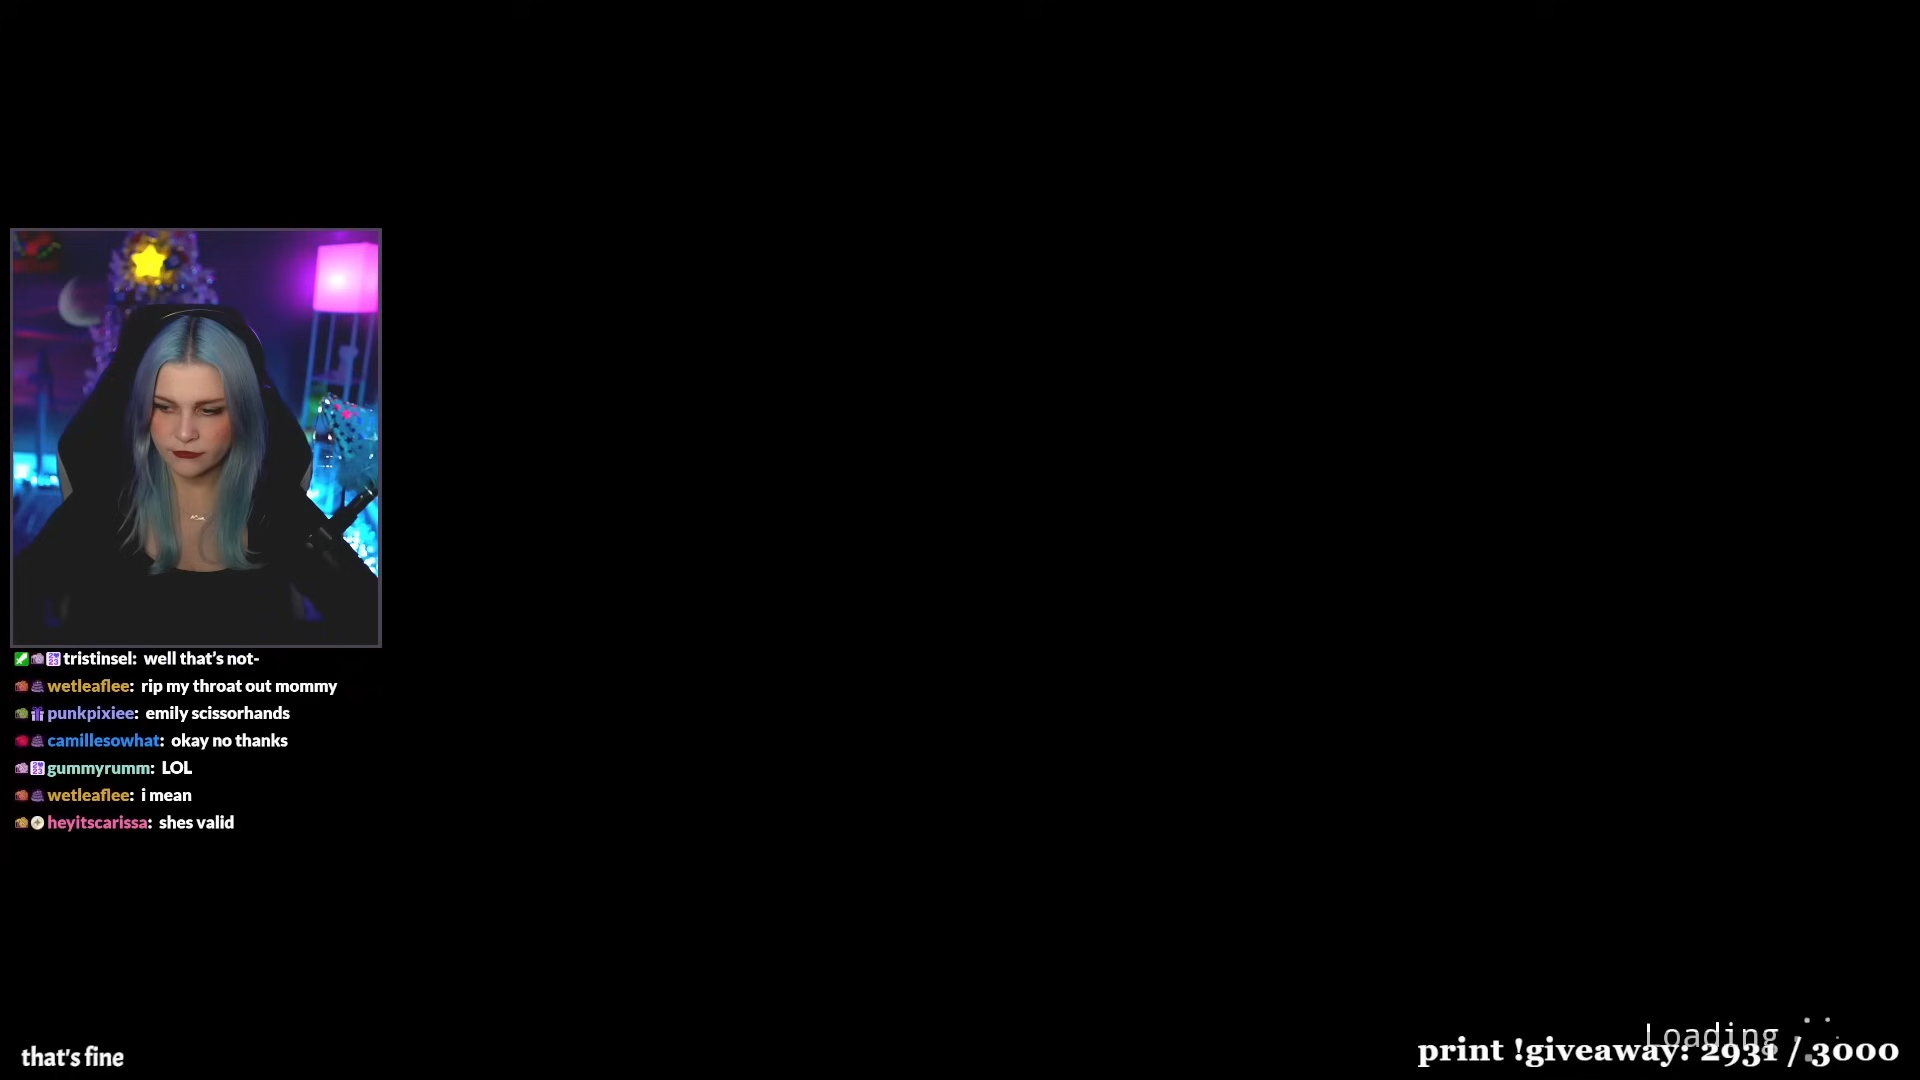 tristinsel: well that's not-
wetleaflee: rip my throat out mommy
punkpixiee: emily scissorhands
camillesowhat: okay no thanks
gummyrumm: LOL
wetleaflee: i mean
heyitscarissa: shes valid
Loading
that's fine
print !giveaway: 2931 / 3000